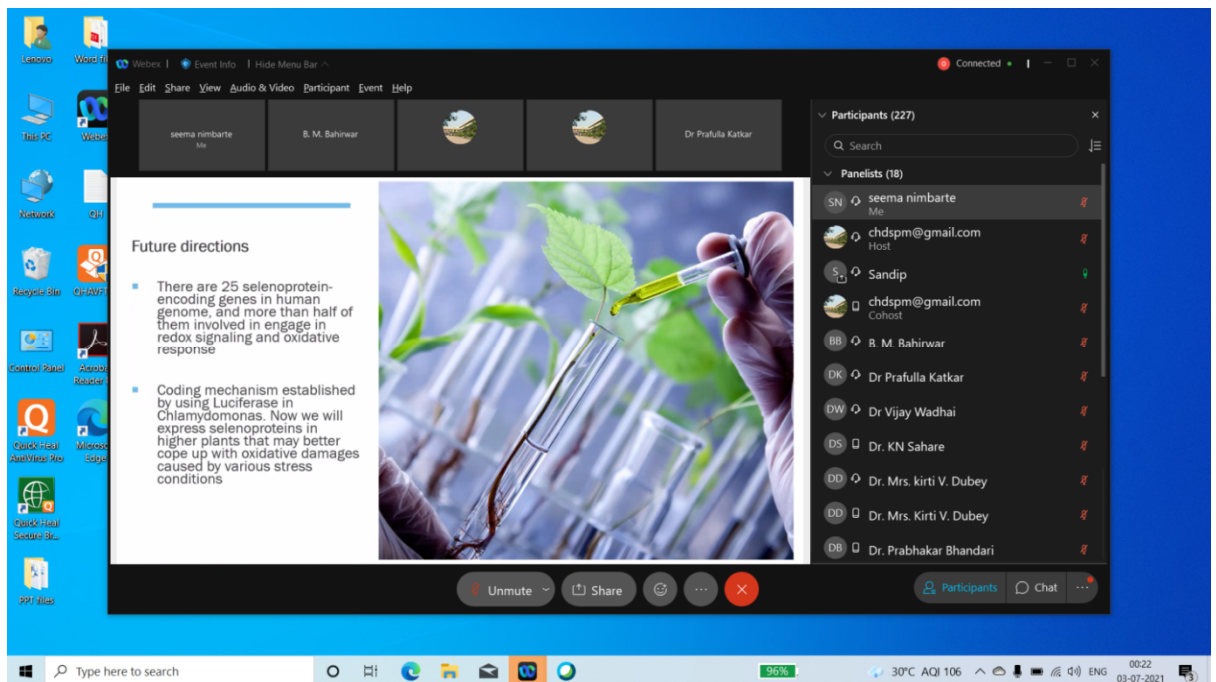 Lenovo
Word fil
This PC
Webex
Network
QH
Recycle Bin
QHAVFT
Control Panel
Acroba
Reader
Quick Heal
AntiVirus Pro
Microso
Edge
Quick Heal
Secure Br...
PPT files
Webex
Event Info
Hide Menu Bar
Connected
File Edit Share View Audio & Video Participant Event Help
seema nimbarte
Me
B. M. Bahirwar
Dr Prafulla Katkar
Future directions
There are 25 selenoprotein-
encoding genes in human
genome, and more than half of
them involved in engage in
redox signaling and oxidative
response
Coding mechanism established
by using Luciferase in
Chlamydomonas. Now we will
express selenoproteins in
higher plants that may better
cope up with oxidative damages
caused by various stress
conditions
Participants (227)
Search
Panelists (18)
SN seema nimbarte
Me
chdspm@gmail.com
Host
S Sandip
chdspm@gmail.com
Cohost
BB B. M. Bahirwar
DK Dr Prafulla Katkar
DW Dr Vijay Wadhai
DS Dr. KN Sahare
DD Dr. Mrs. kirti V. Dubey
DD Dr. Mrs. Kirti V. Dubey
DB Dr. Prabhakar Bhandari
Unmute
Share
Participants
Chat
Type here to search
96%
30°C AQI 106
ENG
00:22
03-07-2021
3